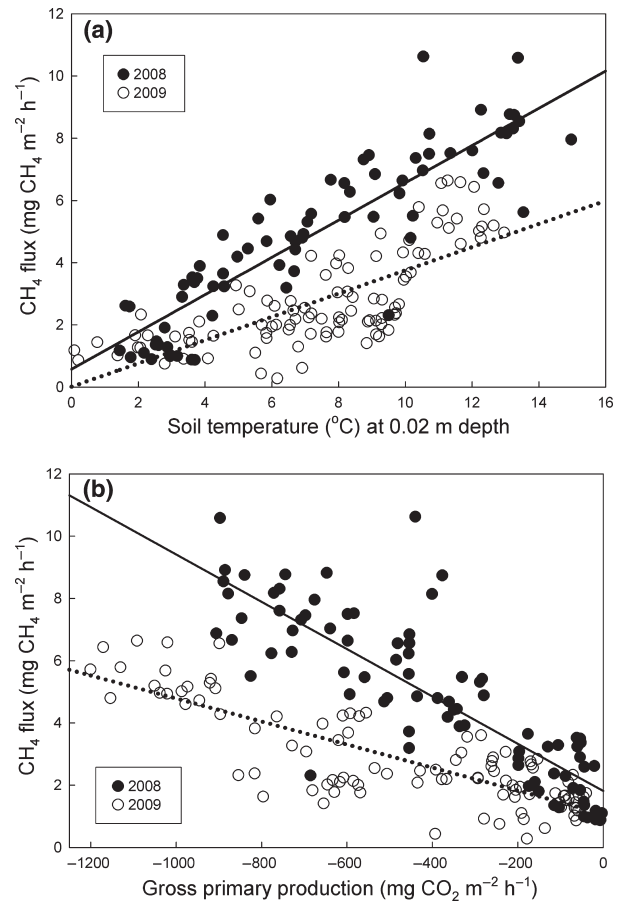 (a)
2008
2009
CH₄ flux (mg CH₄ m⁻² h⁻¹)
12
10
8
6
4
2
0
0 2 4 6 8 10 12 14 16
Soil temperature (°C) at 0.02 m depth
(b)
CH₄ flux (mg CH₄ m⁻² h⁻¹)
12
10
8
6
4
2
0
2008
2009
−1200 −1000 −800 −600 −400 −200 0
Gross primary production (mg CO₂ m⁻² h⁻¹)